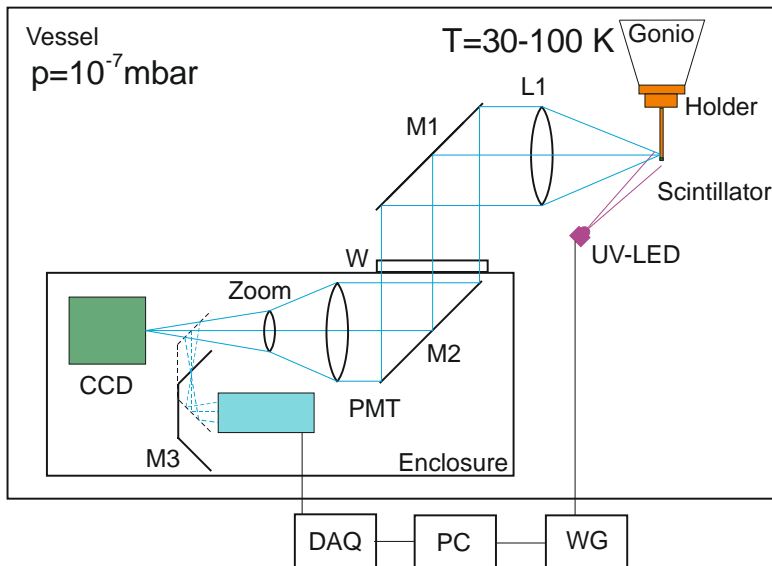 Vessel
p=10⁻⁷mbar
T=30-100 K
Gonio
L1
Holder
M1
Scintillator
W
UV-LED
Zoom
M2
CCD
PMT
M3
Enclosure
DAQ
PC
WG